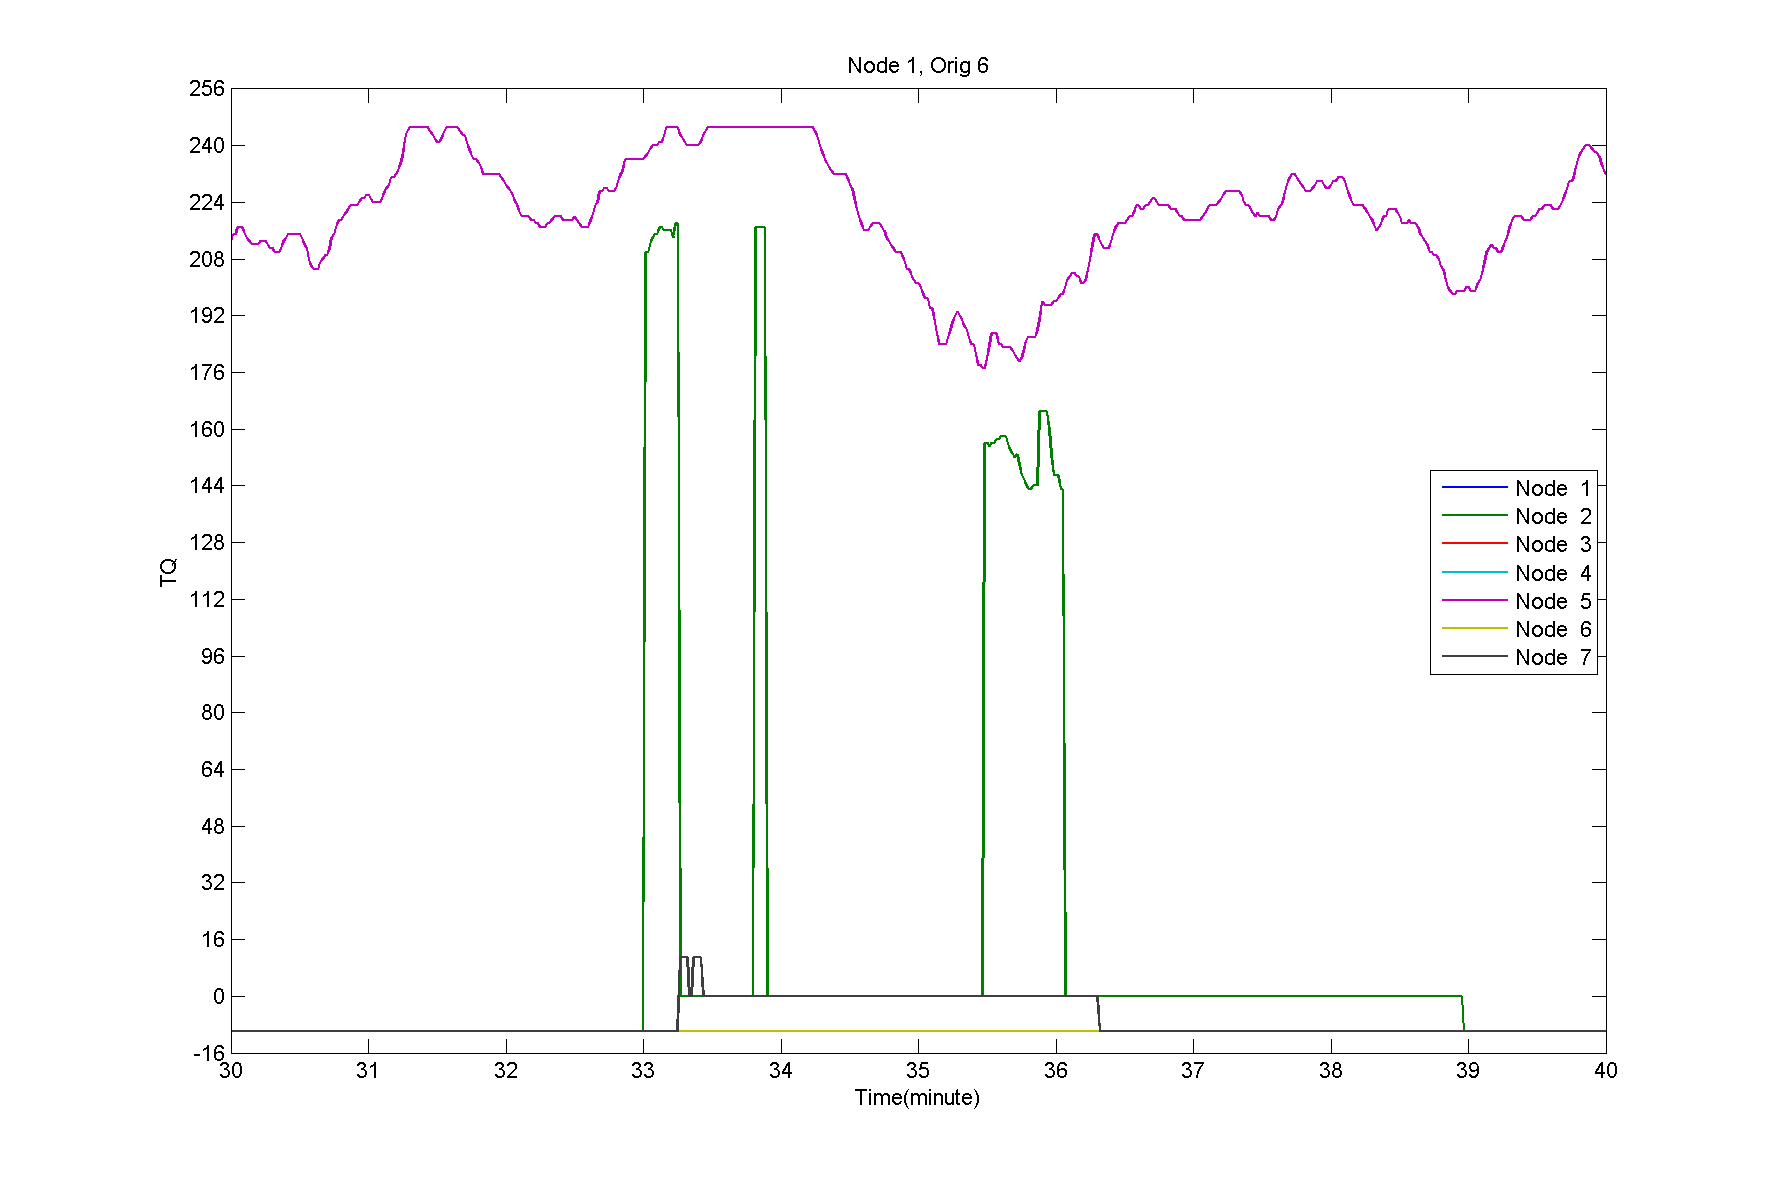 Node 1, Orig 6
256
240
224
208
192
176
160
144
128
112
96
80
64
48
32
16
0
-16
TQ
Node 1
Node 2
Node 3
Node 4
Node 5
Node 6
Node 7
30 31 32 33 34 35 36 37 38 39 40
Time(minute)